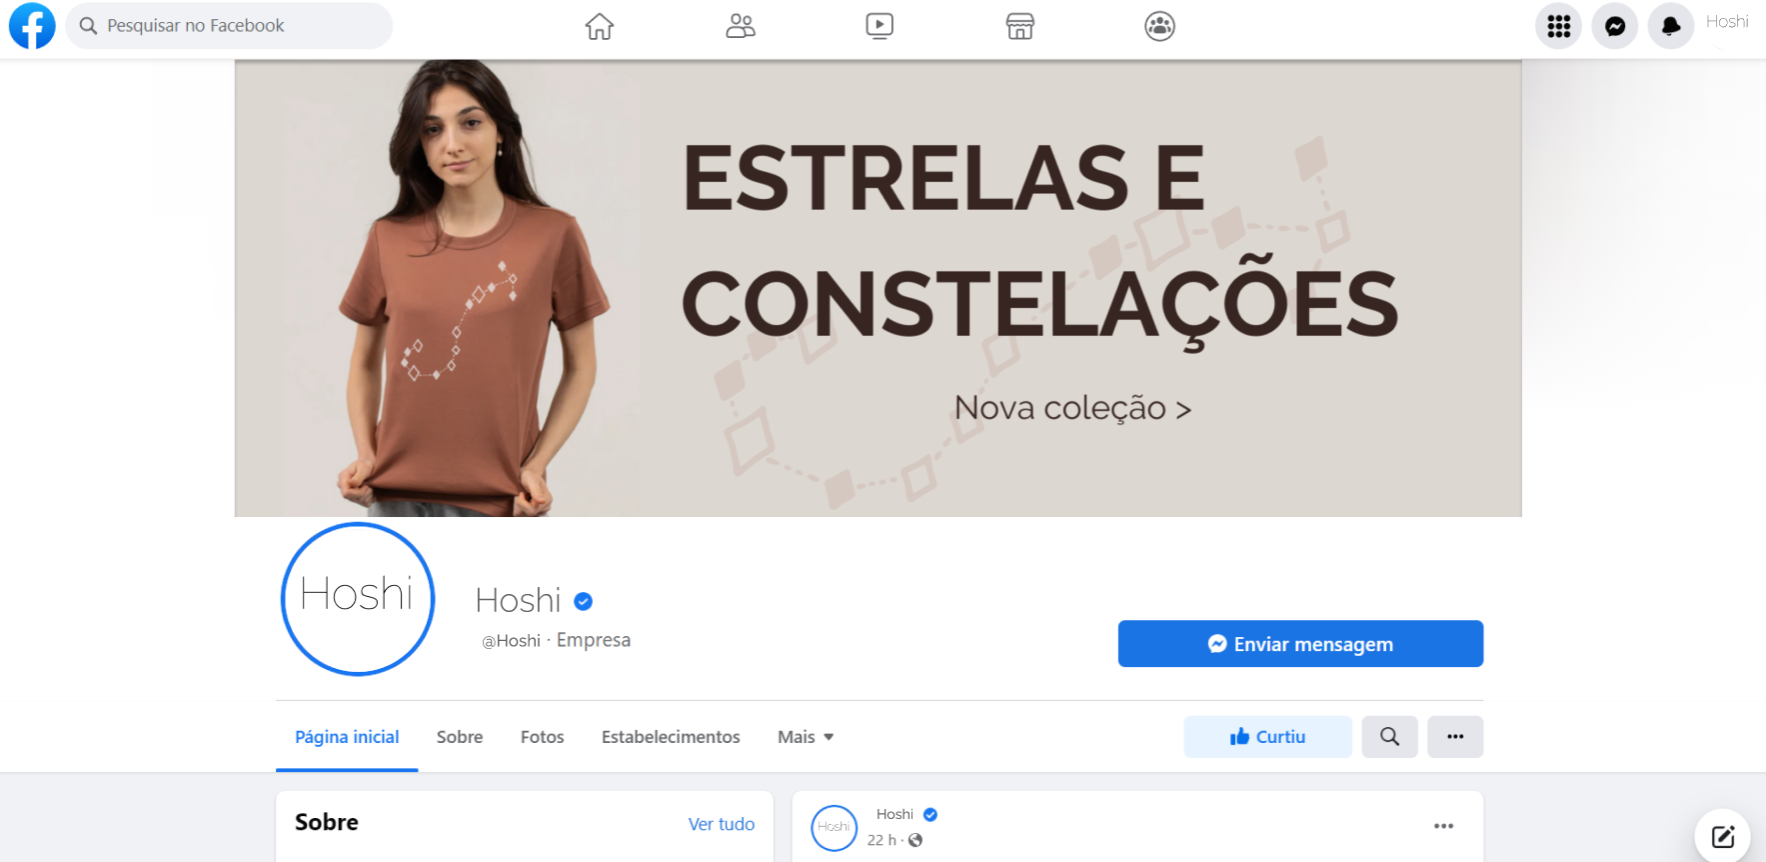 Pesquisar no Facebook
Hoshi
ESTRELAS E
CONSTELAÇÕES
Nova coleção >
Hoshi
Hoshi
@Hoshi · Empresa
Enviar mensagem
Página inicial
Sobre
Fotos
Estabelecimentos
Mais
Curtiu
Sobre
Ver tudo
Hoshi
Hoshi
22 h ·